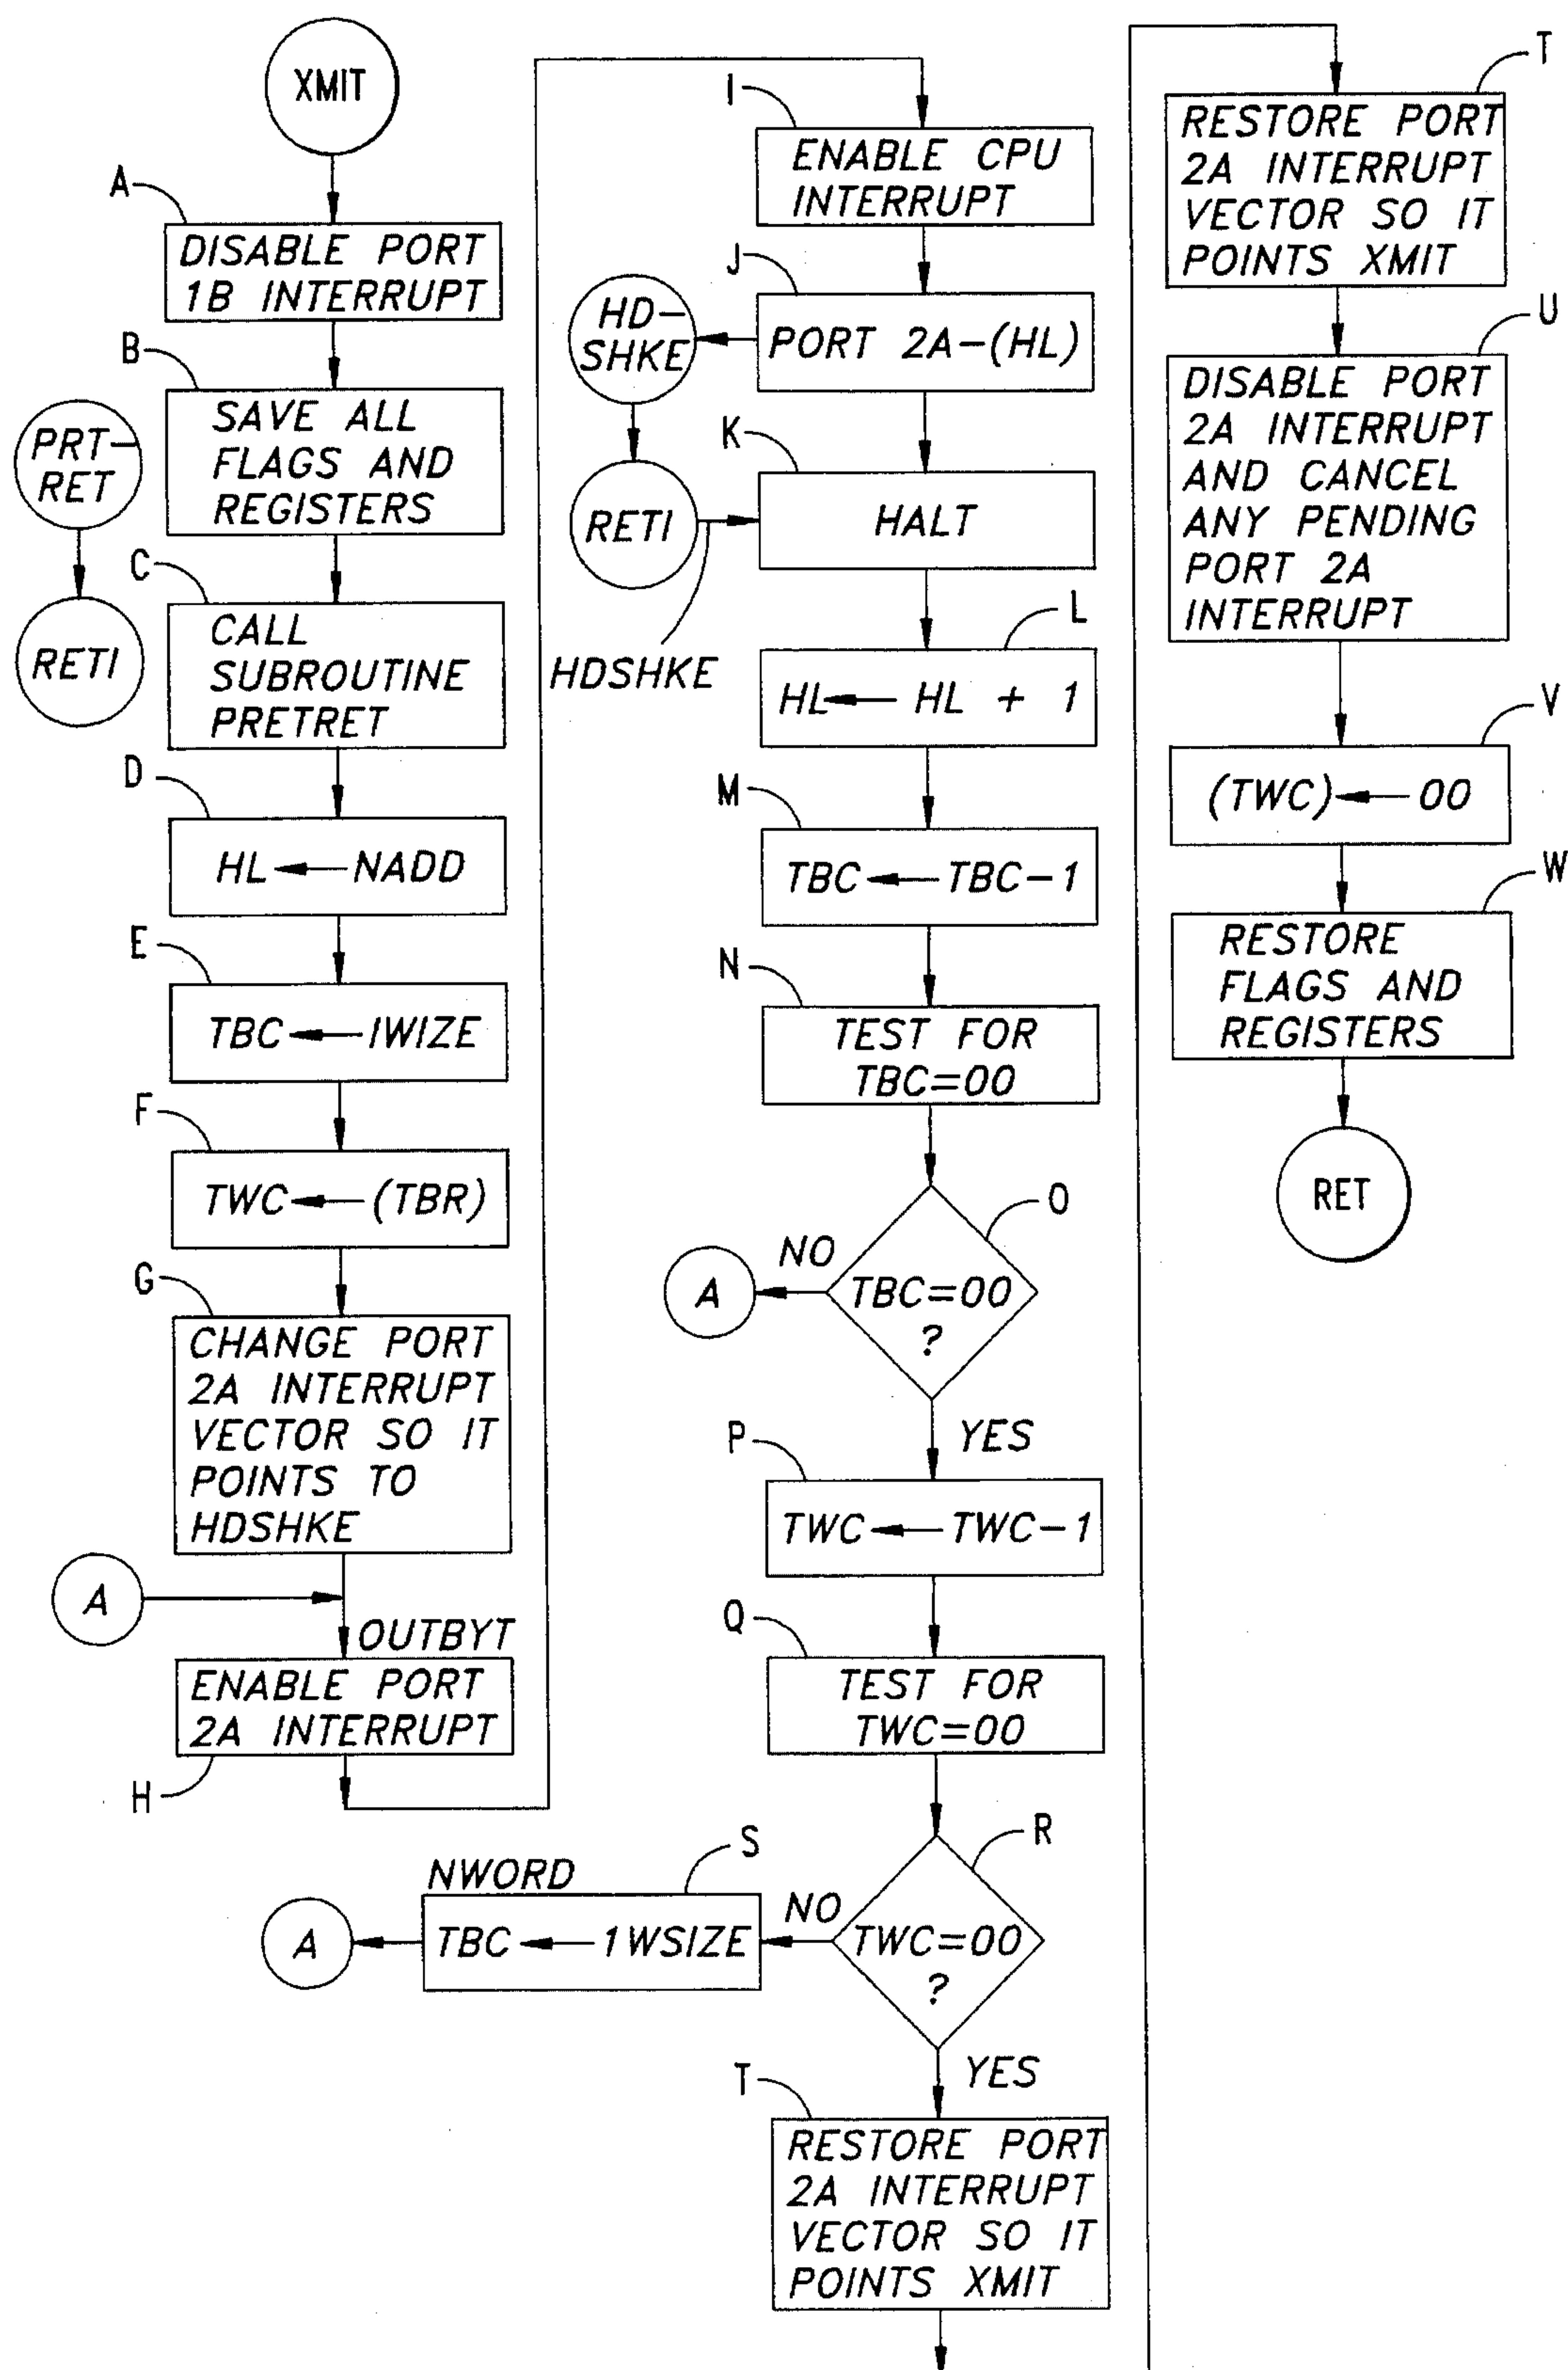 XMIT
A
DISABLE PORT
1B INTERRUPT
B
SAVE ALL
FLAGS AND
REGISTERS
PRT-
RET
RETI
C
CALL
SUBROUTINE
PRETRET
D
HL ← NADD
E
TBC ← IWIZE
F
TWC ← (TBR)
G
CHANGE PORT
2A INTERRUPT
VECTOR SO IT
POINTS TO
HDSHKE
A
OUTBYT
ENABLE PORT
2A INTERRUPT
H
I
ENABLE CPU
INTERRUPT
J
PORT 2A-(HL)
HD-
SHKE
K
HALT
RETI
HDSHKE
L
HL ← HL + 1
M
TBC ← TBC-1
N
TEST FOR
TBC=00
O
TBC=00
?
NO
A
YES
P
TWC ← TWC-1
Q
TEST FOR
TWC=00
R
TWC=00
?
NO
S
NWORD
TBC ← 1WSIZE
A
YES
T
RESTORE PORT
2A INTERRUPT
VECTOR SO IT
POINTS XMIT
T
RESTORE PORT
2A INTERRUPT
VECTOR SO IT
POINTS XMIT
U
DISABLE PORT
2A INTERRUPT
AND CANCEL
ANY PENDING
PORT 2A
INTERRUPT
V
(TWC) ← 00
W
RESTORE
FLAGS AND
REGISTERS
RET